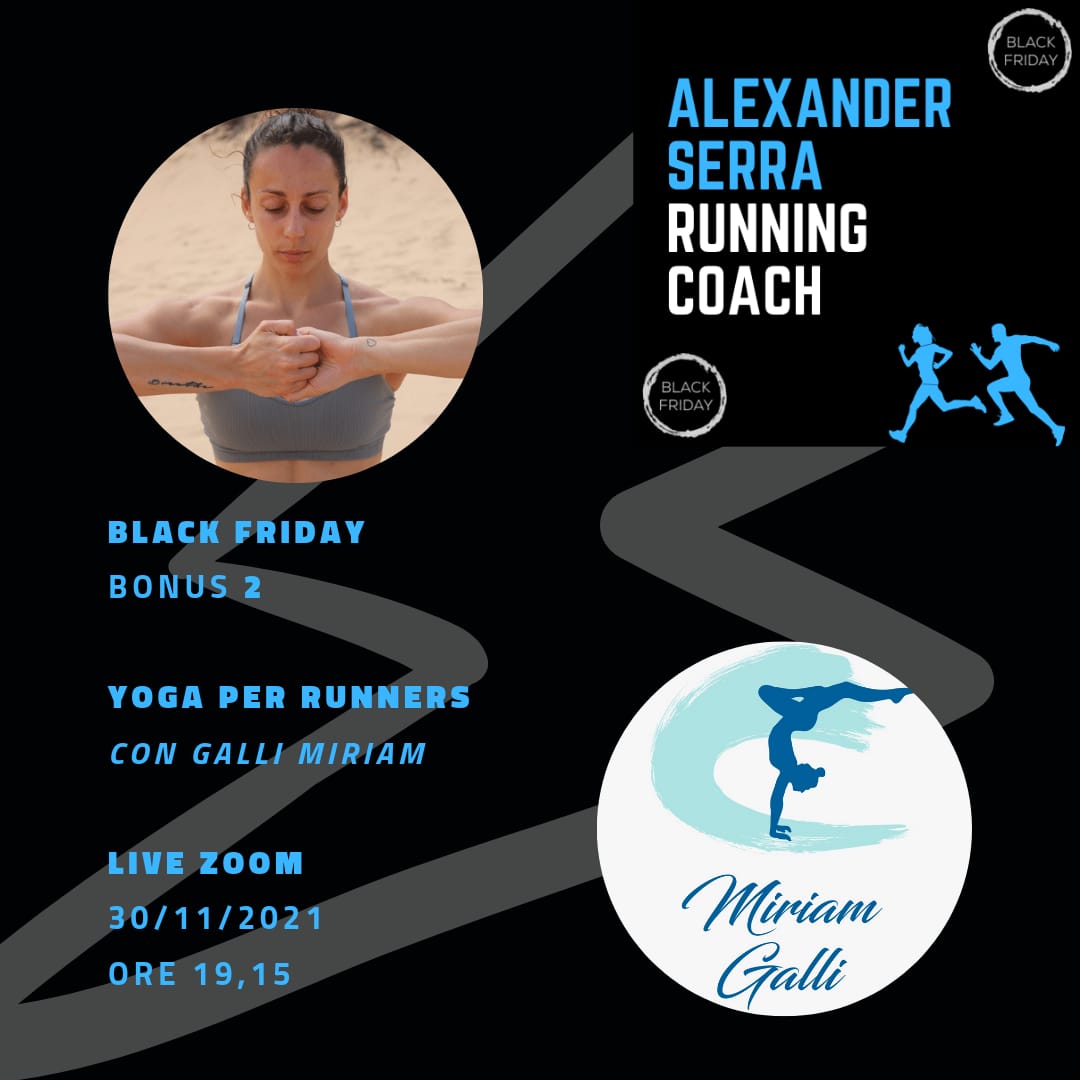 BLACK
FRIDAY
ALEXANDER
SERRA
RUNNING
COACH
BLACK
FRIDAY
Breathe
BLACK FRIDAY
BONUS 2
YOGA PER RUNNERS
CON GALLI MIRIAM
LIVE ZOOM
30/11/2021
ORE 19,15
Miriam
Galli